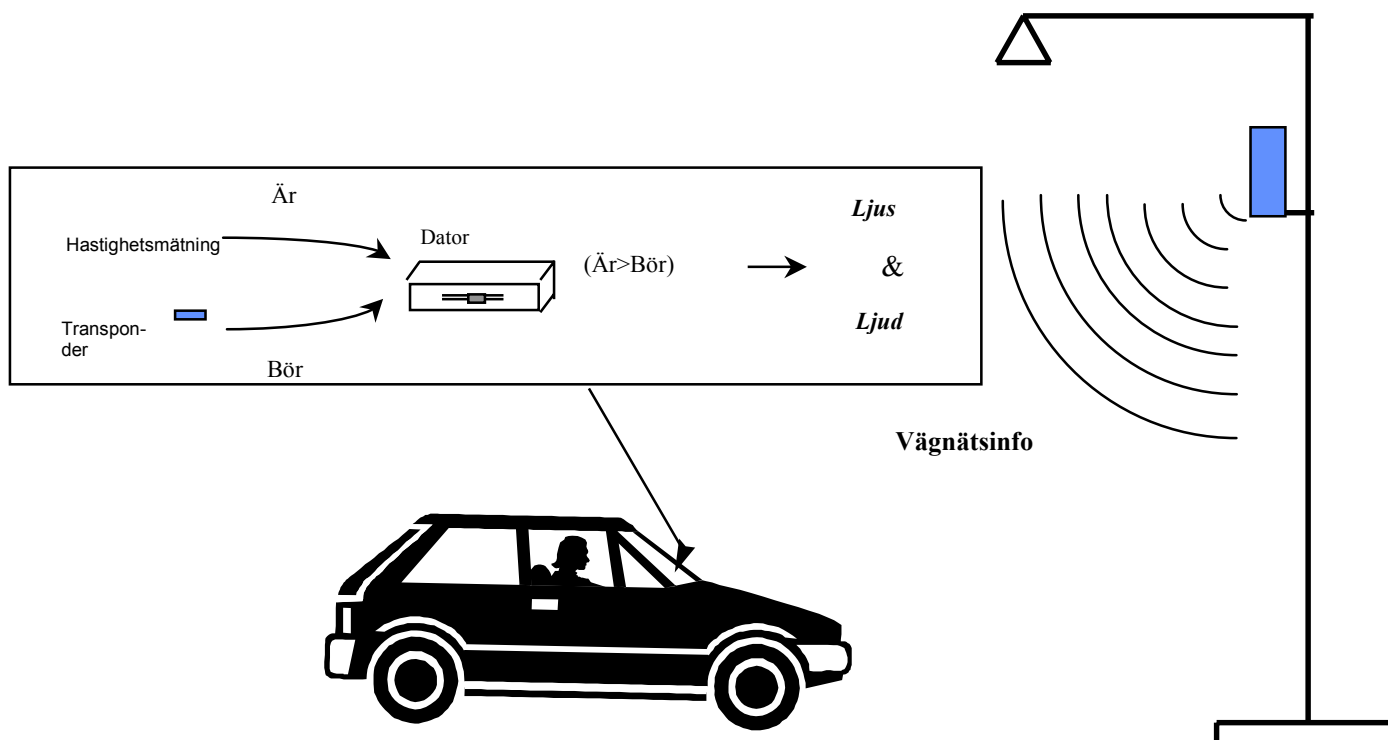 Är
Hastighetsmätning
Dator
(Är>Bör)
Ljus
&
Ljud
Transpon-
der
Bör
Vägnätsinfo